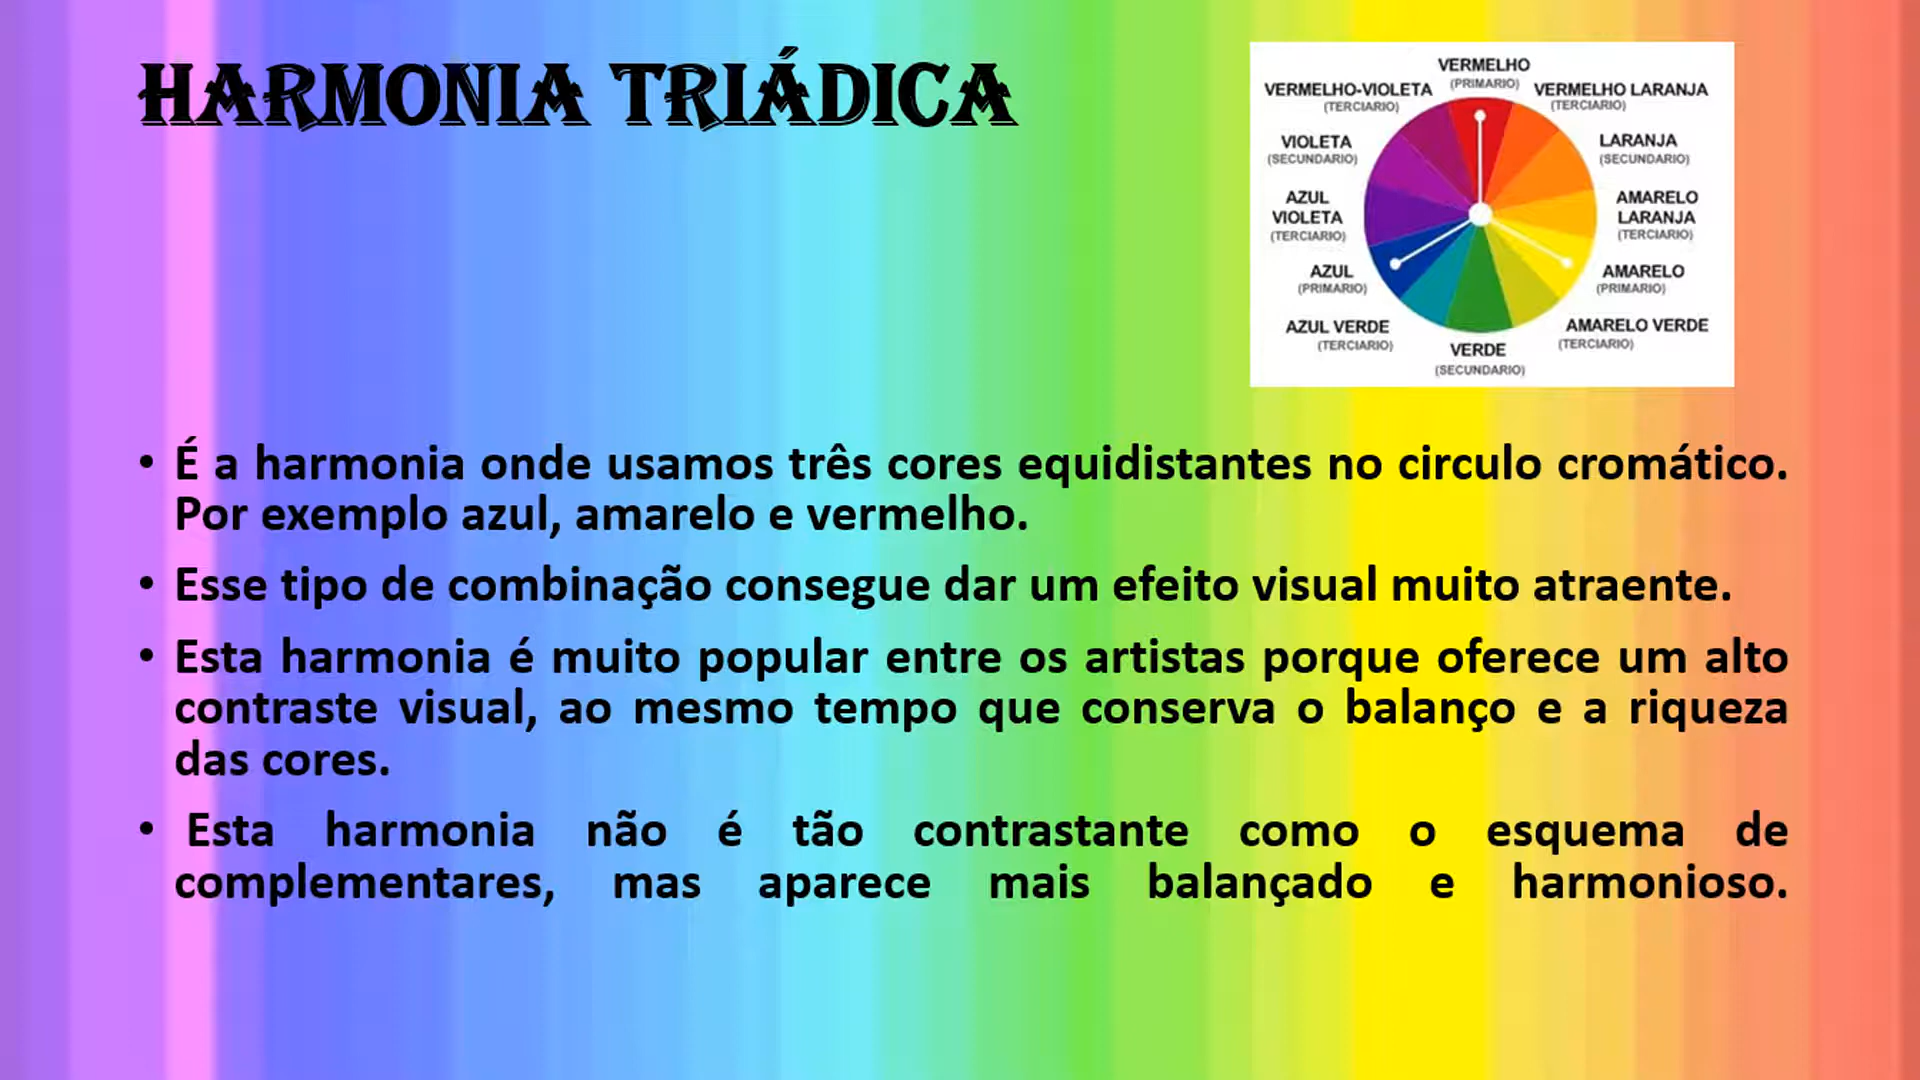 HARMONIA TRIÁDICA
VERMELHO
(PRIMARIO)
VERMELHO-VIOLETA
(TERCIARIO)
VERMELHO LARANJA
(TERCIARIO)
VIOLETA
(SECUNDARIO)
LARANJA
(SECUNDARIO)
AZUL
VIOLETA
(TERCIARIO)
AMARELO
LARANJA
(TERCIARIO)
AZUL
(PRIMARIO)
AMARELO
(PRIMARIO)
AZUL VERDE
(TERCIARIO)
AMARELO VERDE
(TERCIARIO)
VERDE
(SECUNDARIO)
• É a harmonia onde usamos três cores equidistantes no circulo cromático.
Por exemplo azul, amarelo e vermelho.
• Esse tipo de combinação consegue dar um efeito visual muito atraente.
• Esta harmonia é muito popular entre os artistas porque oferece um alto
contraste visual, ao mesmo tempo que conserva o balanço e a riqueza
das cores.
• Esta harmonia não é tão contrastante como o esquema de
complementares, mas aparece mais balançado e harmonioso.